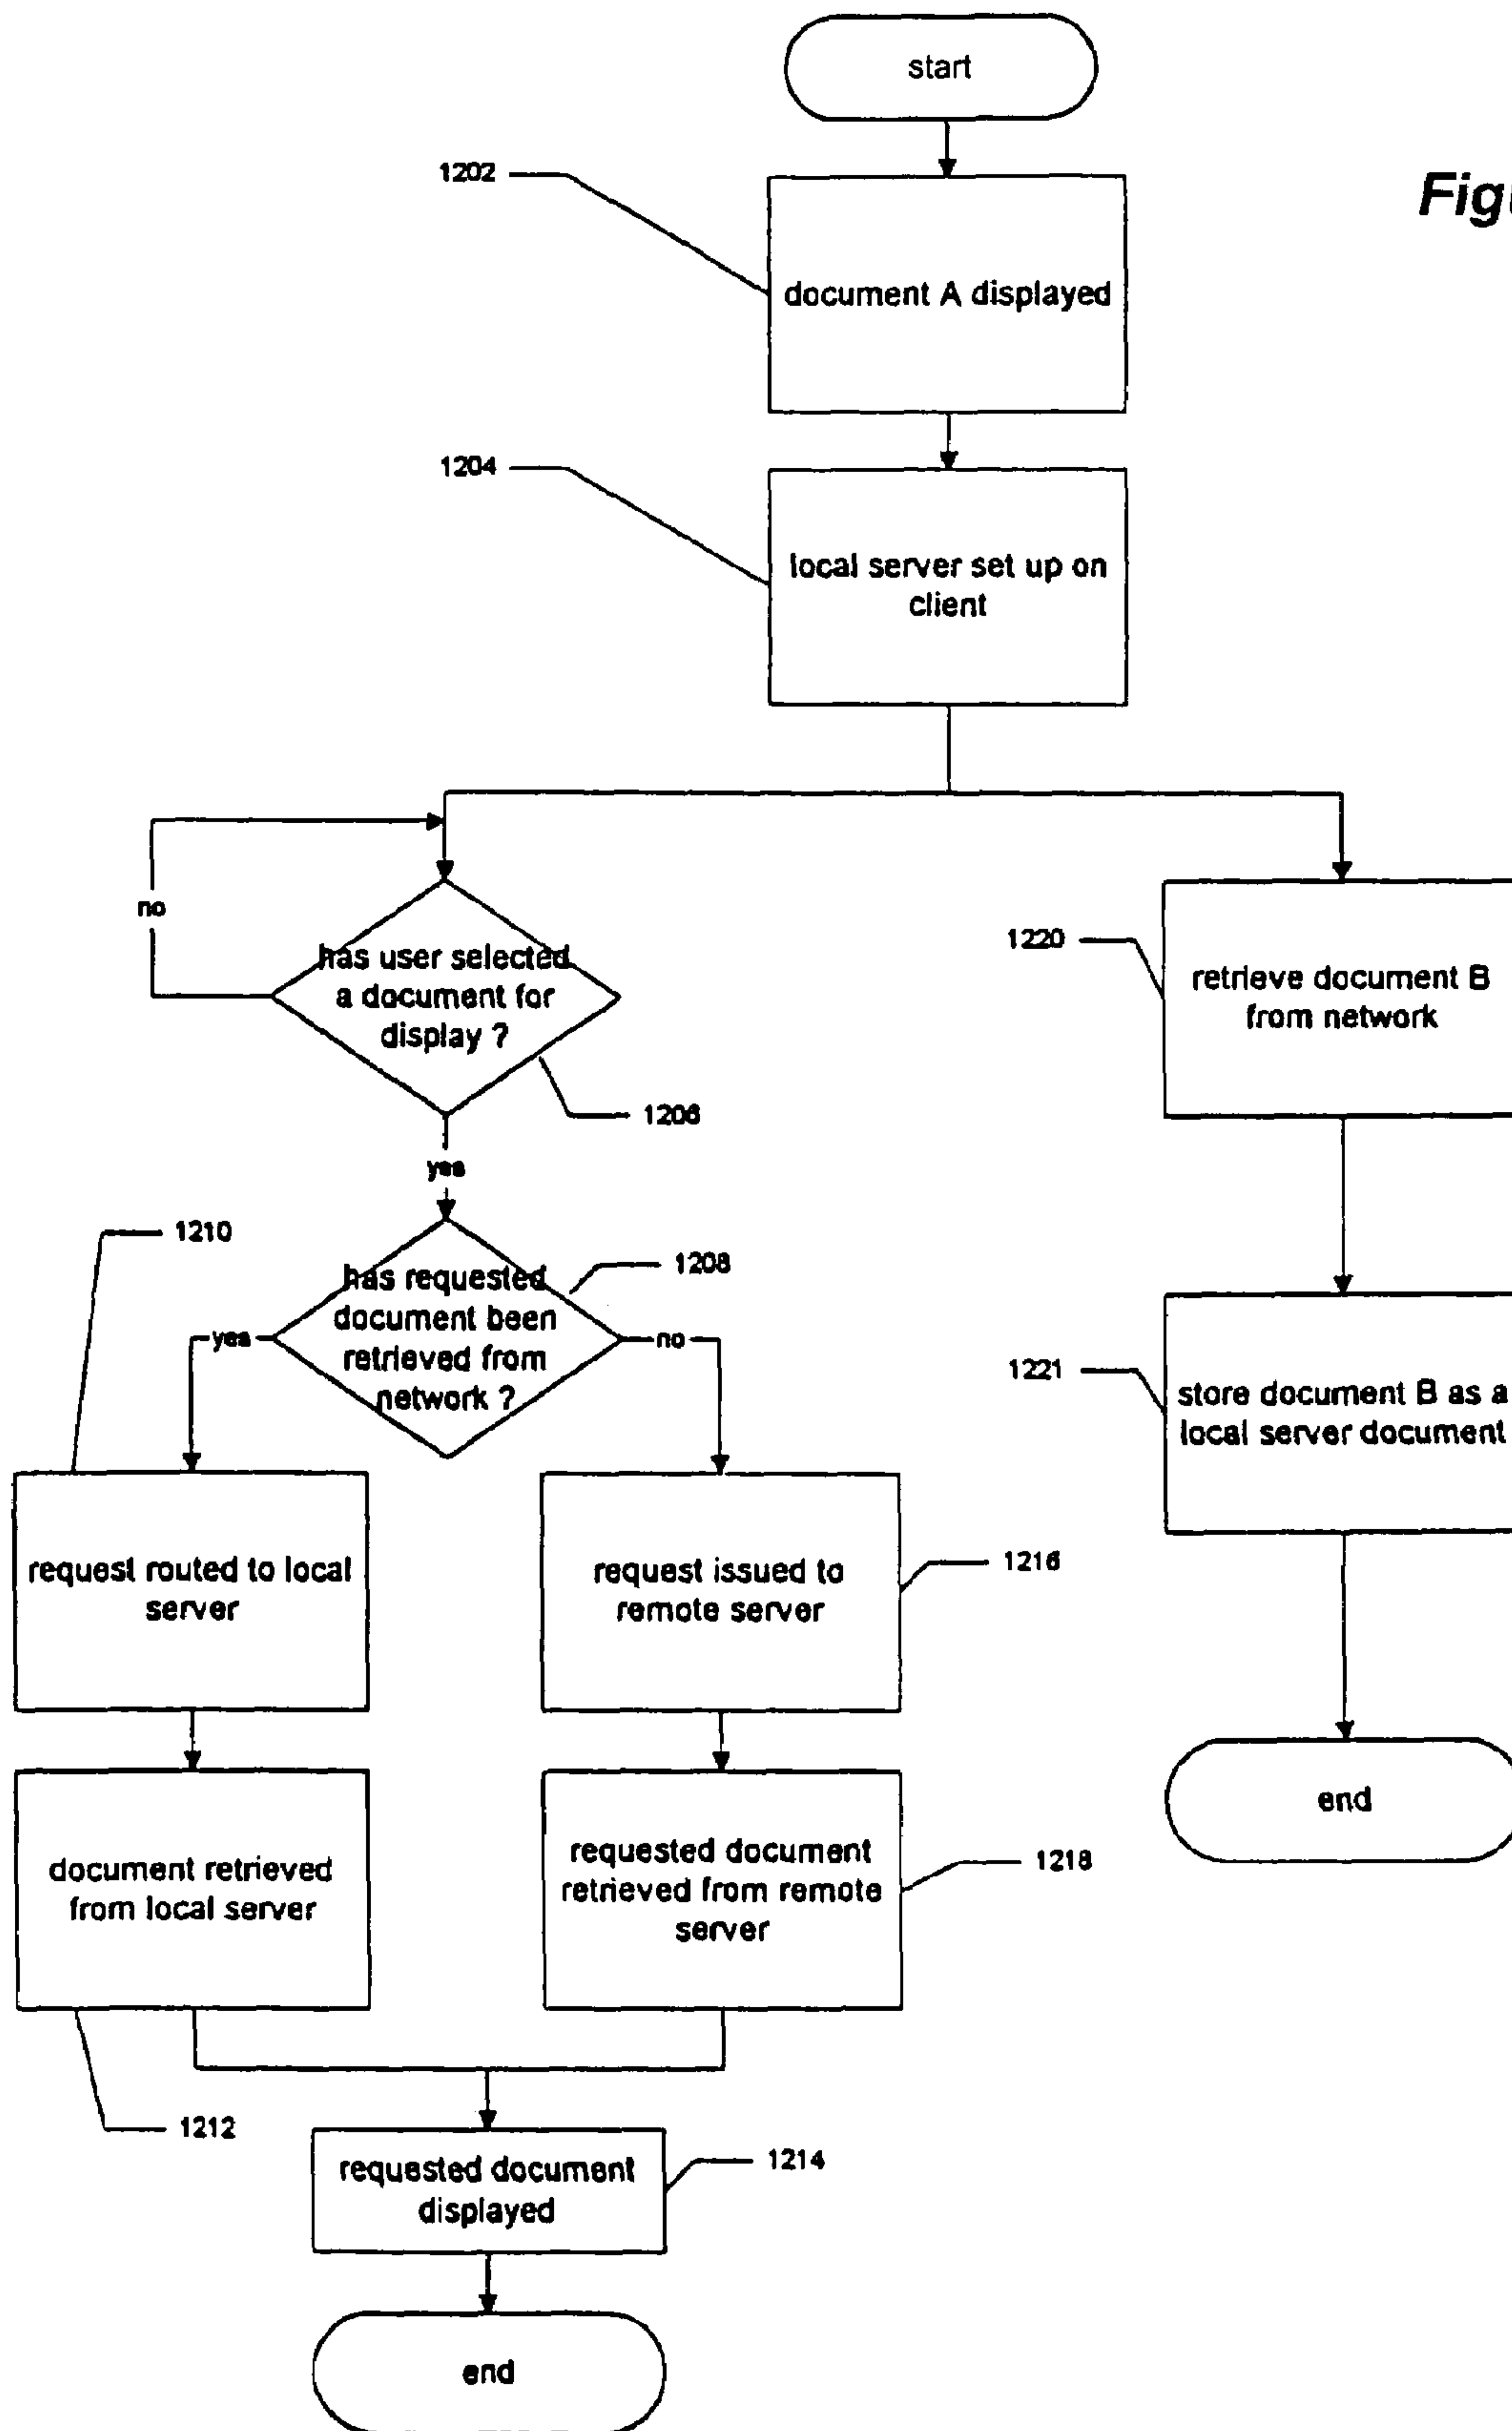 start
1202
Figu
document A displayed
1204
local server set up on
client
no
has user selected
a document for
display ?
1206
1220
retrieve document B
from network
yes
1210
1208
has requested
document been
retrieved from
network ?
yes
no
1221
store document B as a
local server document
request routed to local
server
request issued to
remote server
1216
end
document retrieved
from local server
requested document
retrieved from remote
server
1218
1212
requested document
displayed
1214
end